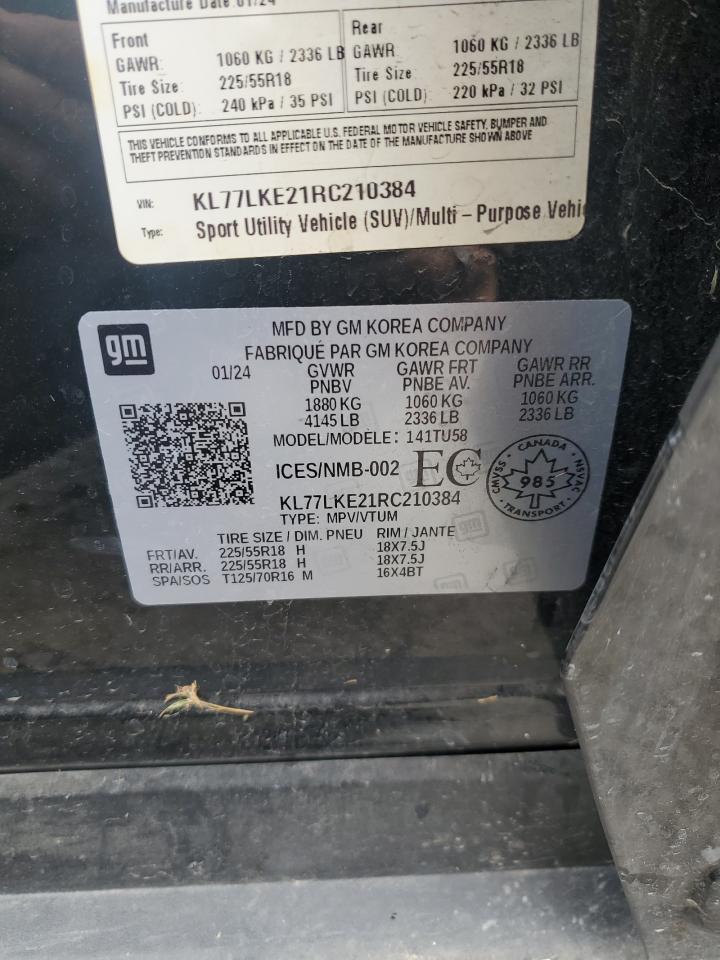 Manufacture Date 01/24
Front
GAWR: 1060 KG / 2336 LB
Tire Size: 225/55R18
PSI (COLD): 240 kPa / 35 PSI
Rear
GAWR 1060 KG / 2336 LB
Tire Size: 225/55R18
PSI (COLD): 220 kPa / 32 PSI
THIS VEHICLE CONFORMS TO ALL APPLICABLE U.S. FEDERAL MOTOR VEHICLE SAFETY, BUMPER AND
THEFT PREVENTION STANDARDS IN EFFECT ON THE DATE OF THE MANUFACTURE SHOWN ABOVE
VIN: KL77LKE21RC210384
Type: Sport Utility Vehicle (SUV)/Multi – Purpose Vehi
gm
MFD BY GM KOREA COMPANY
FABRIQUÉ PAR GM KOREA COMPANY
01/24 GVWR GAWR FRT GAWR RR
PNBV PNBE AV. PNBE ARR.
1880 KG 1060 KG 1060 KG
4145 LB 2336 LB 2336 LB
MODEL/MODÈLE: 141TU58
ICES/NMB-002 EC
CANADA
CMVSS 985 NSVAC
TRANSPORT
KL77LKE21RC210384
TYPE: MPV/VTUM
TIRE SIZE / DIM. PNEU RIM / JANTE
FRT/AV. 225/55R18 H 18X7.5J
RR/ARR. 225/55R18 H 18X7.5J
SPA/SOS T125/70R16 M 16X4BT